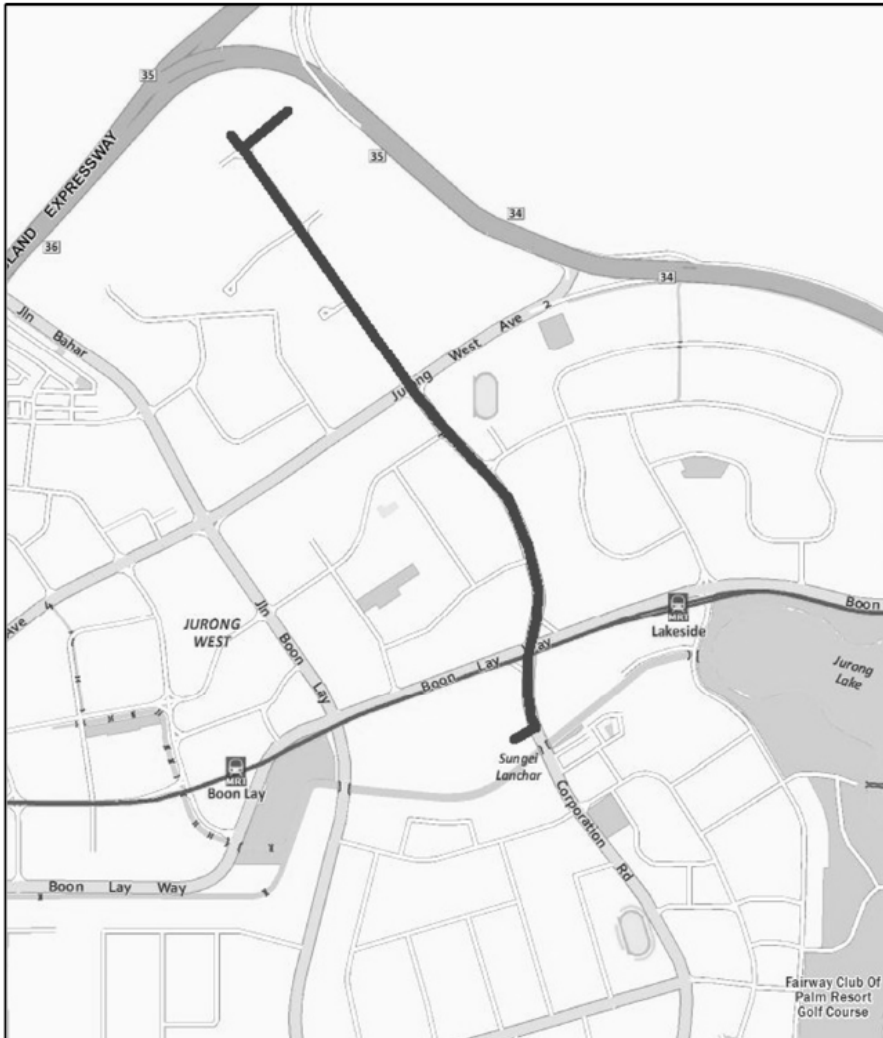 35
35
34
LAND EXPRESSWAY
36
34
Jln Bahar
Jurong West Ave 2
Ave 4
JURONG
WEST
Jln Boon Lay
MRT
Lakeside
Boon
Boon Lay Way
Jurong
Lake
Sungei
Lanchar
MRT
Boon Lay
Corporation Rd
Boon Lay Way
Fairway Club Of
Palm Resort
Golf Course